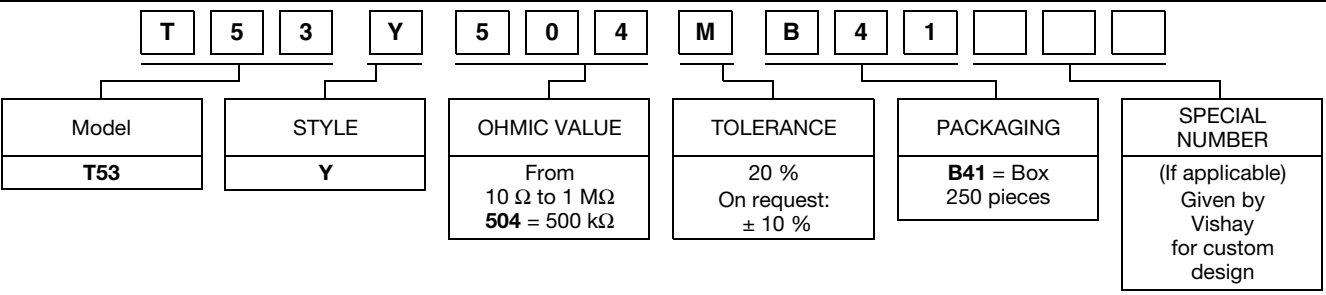 T 5 3 Y 5 0 4 M B 4 1
Model
T53
STYLE
Y
OHMIC VALUE
From
10 Ω to 1 MΩ
504 = 500 kΩ
TOLERANCE
20 %
On request:
± 10 %
PACKAGING
B41 = Box
250 pieces
SPECIAL
NUMBER
(If applicable)
Given by
Vishay
for custom
design